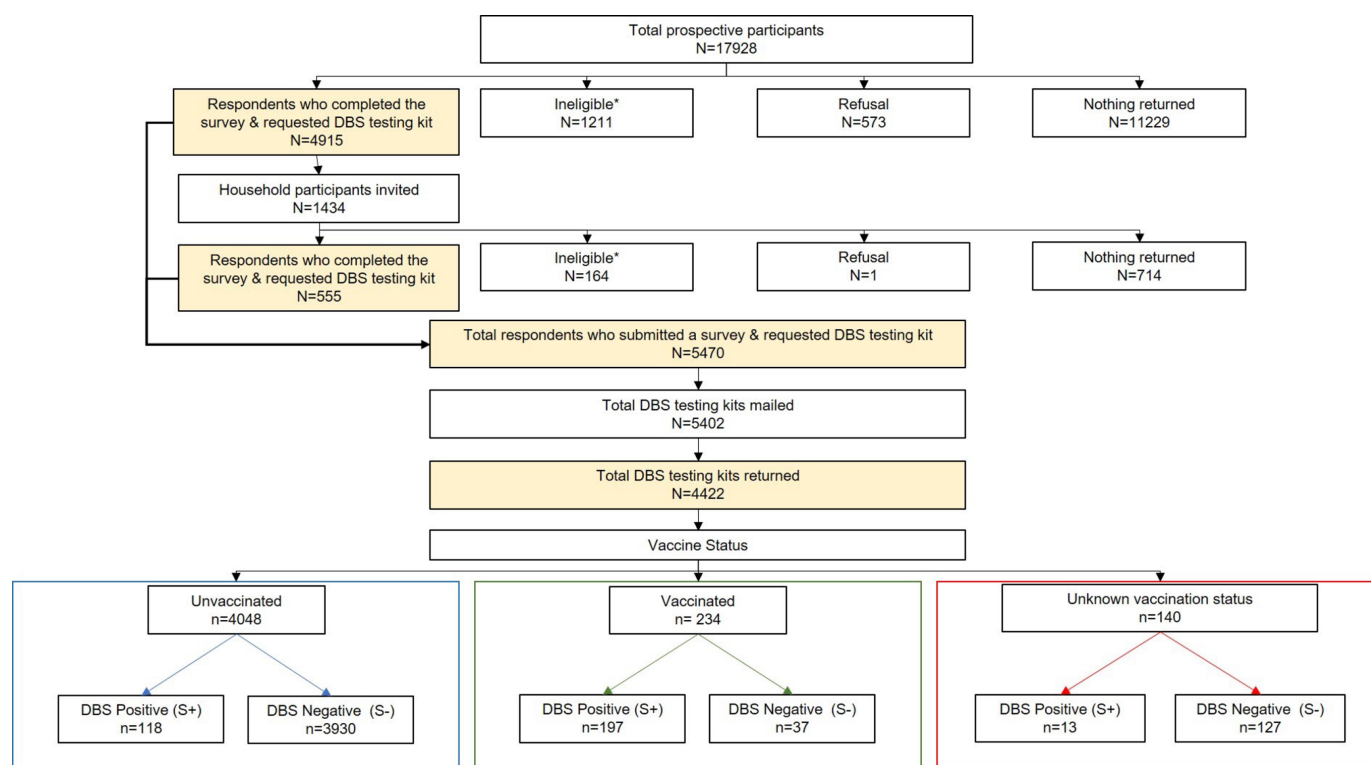 Total prospective participants
N=17928
Respondents who completed the
survey & requested DBS testing kit
N=4915
Ineligible*
N=1211
Refusal
N=573
Nothing returned
N=11229
Household participants invited
N=1434
Respondents who completed the
survey & requested DBS testing kit
N=555
Ineligible*
N=164
Refusal
N=1
Nothing returned
N=714
Total respondents who submitted a survey & requested DBS testing kit
N=5470
Total DBS testing kits mailed
N=5402
Total DBS testing kits returned
N=4422
Vaccine Status
Unvaccinated
n=4048
Vaccinated
n= 234
Unknown vaccination status
n=140
DBS Positive (S+)
n=118
DBS Negative (S-)
n=3930
DBS Positive (S+)
n=197
DBS Negative (S-)
n=37
DBS Positive (S+)
n=13
DBS Negative (S-)
n=127